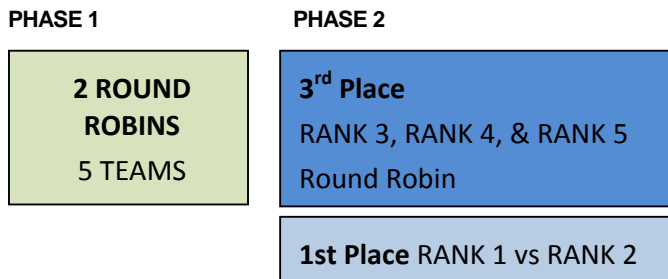 PHASE 1
PHASE 2
2 ROUND
ROBINS
5 TEAMS
3rd Place
RANK 3, RANK 4, & RANK 5
Round Robin
1st Place RANK 1 vs RANK 2